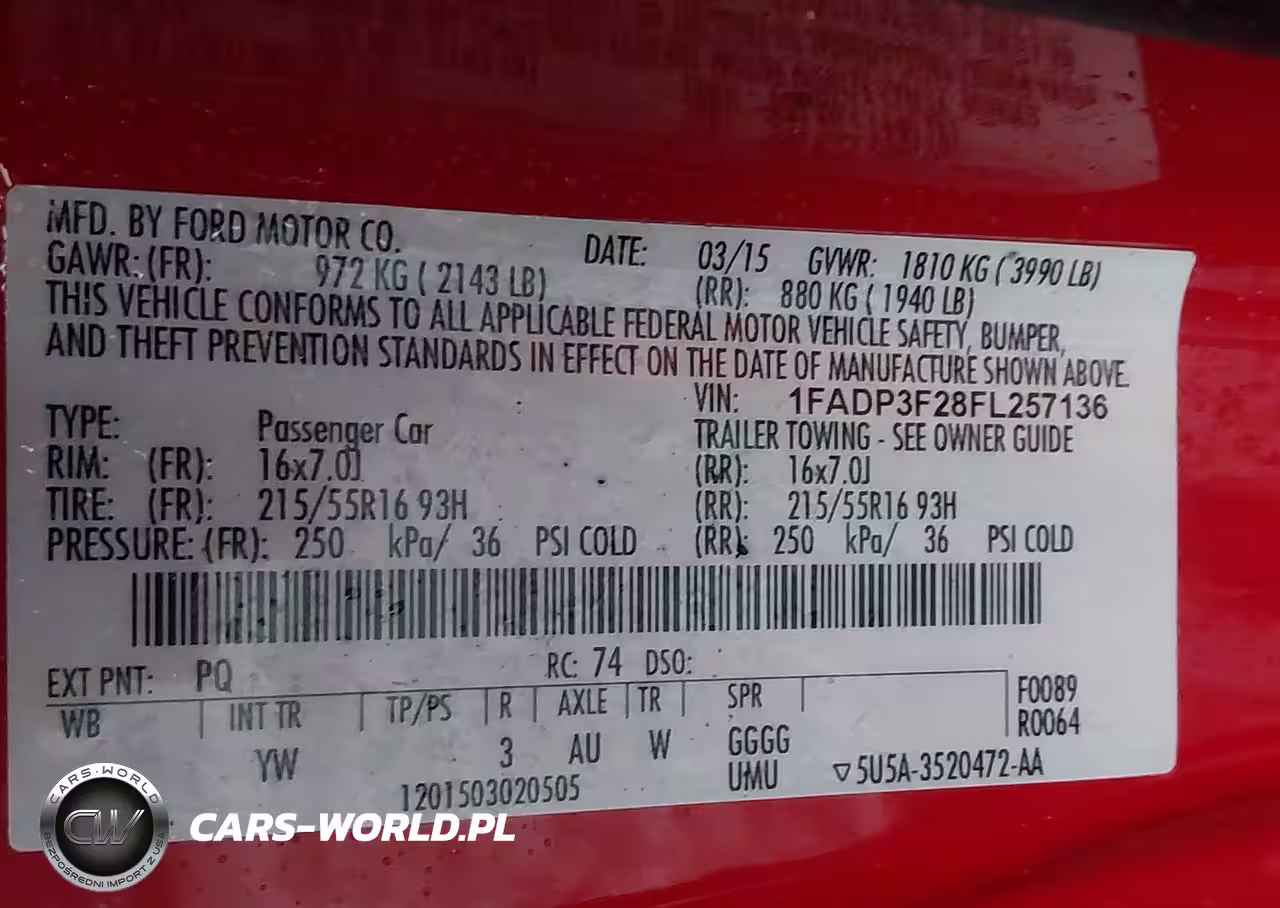 MFD. BY FORD MOTOR CO. DATE: 03/15 GVWR: 1810 KG ( 3990 LB)
GAWR: (FR): 972 KG ( 2143 LB) (RR): 880 KG ( 1940 LB)
THIS VEHICLE CONFORMS TO ALL APPLICABLE FEDERAL MOTOR VEHICLE SAFETY, BUMPER,
AND THEFT PREVENTION STANDARDS IN EFFECT ON THE DATE OF MANUFACTURE SHOWN ABOVE.
VIN: 1FADP3F28FL257136
TYPE: Passenger Car TRAILER TOWING - SEE OWNER GUIDE
RIM: (FR): 16x7.0J (RR): 16x7.0J
TIRE: (FR): 215/55R16 93H (RR): 215/55R16 93H
PRESSURE: (FR): 250 kPa/ 36 PSI COLD (RR): 250 kPa/ 36 PSI COLD
EXT PNT: PQ RC: 74 DSO:
WB INT TR TP/PS R AXLE TR SPR F0089
R0064
YW 3 AU W GGGG
UMU ▽5U5A-3520472-AA
1201503020505
CARS-WORLD
CW
BEZPOŚREDNI IMPORT Z USA
CARS-WORLD.PL